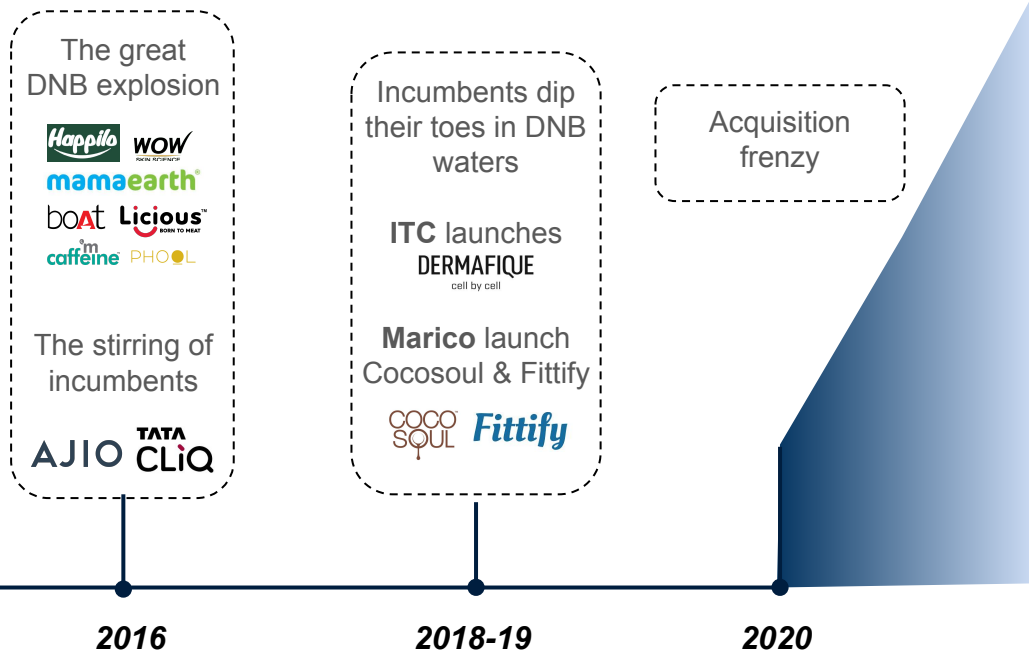 The great
DNB explosion
Happilo
WOW
SKIN SCIENCE
mamaearth
boAt
Licious™
BORN TO MEAT
caffeine
'm
PHOOL
The stirring of
incumbents
AJIO
TATA
CLiQ
Incumbents dip
their toes in DNB
waters
ITC launches
DERMAFIQUE
cell by cell
Marico launch
Cocosoul & Fittify
COCO
SOUL
Fittify
Acquisition
frenzy
2016
2018-19
2020